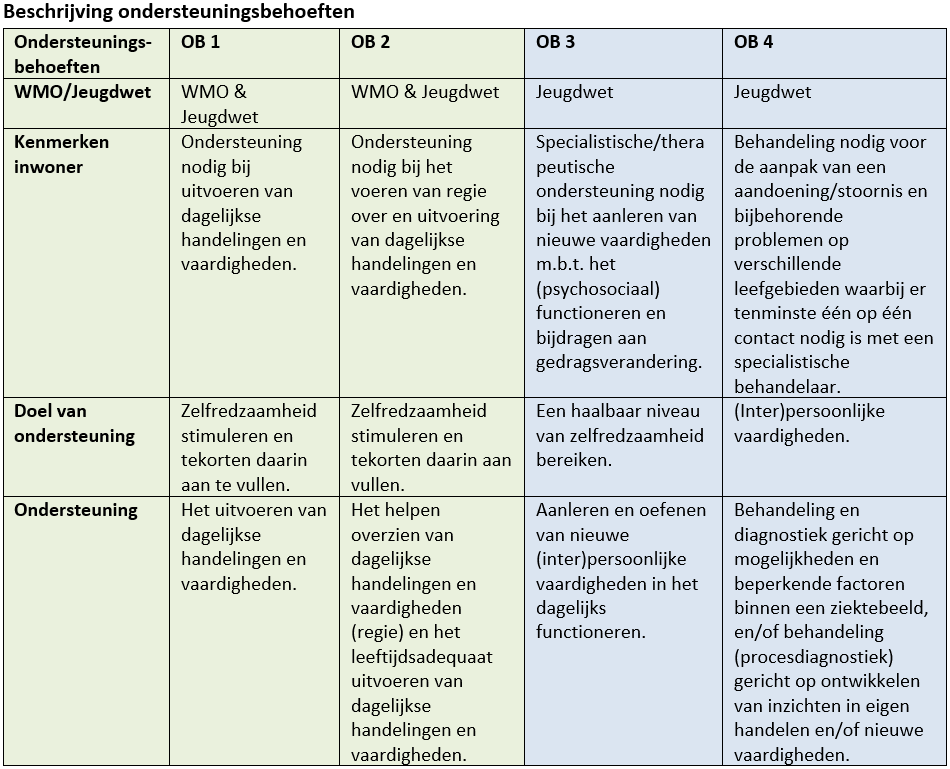 Beschrijving ondersteuningsbehoeften
Ondersteunings-
behoeften
OB 1
OB 2
OB 3
OB 4
WMO/Jeugdwet
WMO &
Jeugdwet
WMO & Jeugdwet
Jeugdwet
Jeugdwet
Kenmerken
inwoner
Ondersteuning
nodig bij
uitvoeren van
dagelijkse
handelingen en
vaardigheden.
Ondersteuning
nodig bij het
voeren van regie
over en uitvoering
van dagelijkse
handelingen en
vaardigheden.
Specialistische/thera
peutische
ondersteuning nodig
bij het aanleren van
nieuwe vaardigheden
m.b.t. het
(psychosociaal)
functioneren en
bijdragen aan
gedragsverandering.
Behandeling nodig voor
de aanpak van een
aandoening/stoornis en
bijbehorende
problemen op
verschillende
leefgebieden waarbij er
tenminste één op één
contact nodig is met een
specialistische
behandelaar.
Doel van
ondersteuning
Zelfredzaamheid
stimuleren en
tekorten daarin
aan te vullen.
Zelfredzaamheid
stimuleren en
tekorten daarin aan
vullen.
Een haalbaar niveau
van zelfredzaamheid
bereiken.
(Inter)persoonlijke
vaardigheden.
Ondersteuning
Het uitvoeren van
dagelijkse
handelingen en
vaardigheden.
Het helpen
overzien van
dagelijkse
handelingen en
vaardigheden
(regie) en het
leeftijdsadequaat
uitvoeren van
dagelijkse
handelingen en
vaardigheden.
Aanleren en oefenen
van nieuwe
(inter)persoonlijke
vaardigheden in het
dagelijks
functioneren.
Behandeling en
diagnostiek gericht op
mogelijkheden en
beperkende factoren
binnen een ziektebeeld,
en/of behandeling
(procesdiagnostiek)
gericht op ontwikkelen
van inzichten in eigen
handelen en/of nieuwe
vaardigheden.